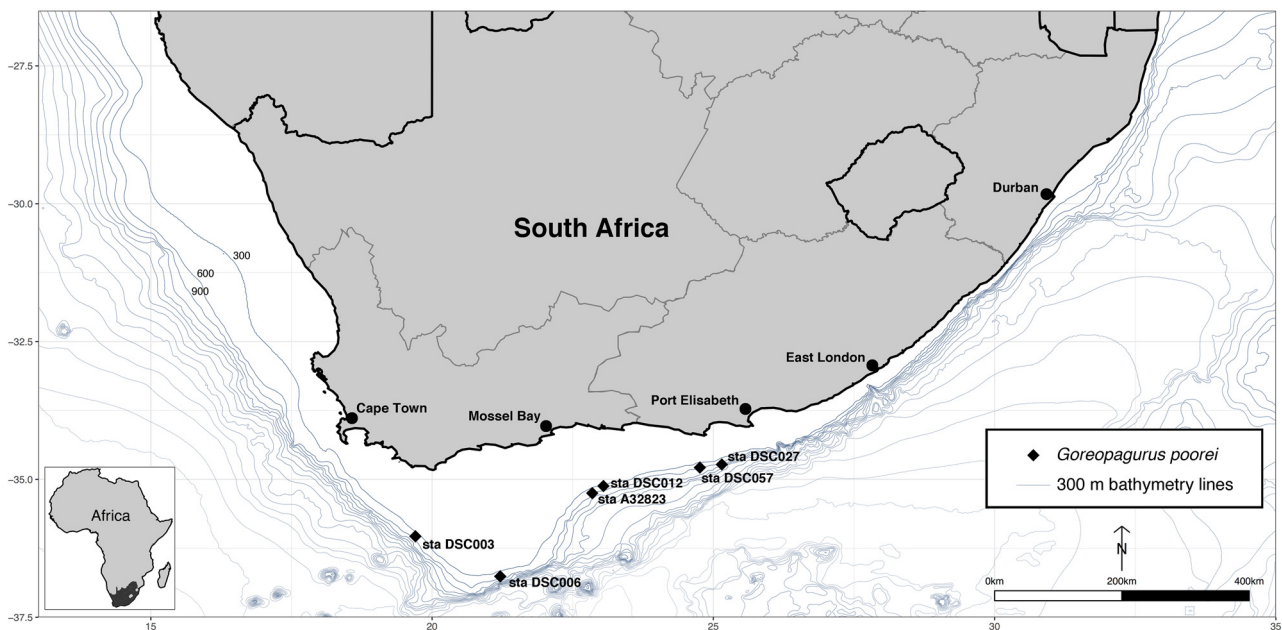 −27.5
−30.0
−32.5
−35.0
−37.5
South Africa
Durban
East London
Port Elisabeth
Mossel Bay
Cape Town
300
600
900
sta DSC027
sta DSC057
sta DSC012
sta A32823
sta DSC003
sta DSC006
Africa
Goreopagurus poorei
300 m bathymetry lines
N
0km 200km 400km
15 20 25 30 35